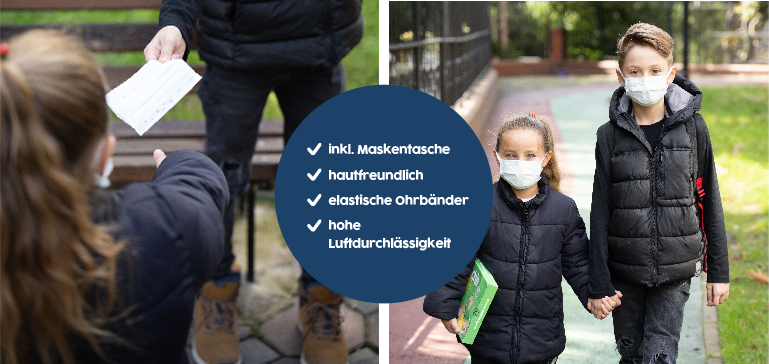 inkl. Maskentasche
hautfreundlich
elastische Ohrbänder
hohe
Luftdurchlässigkeit